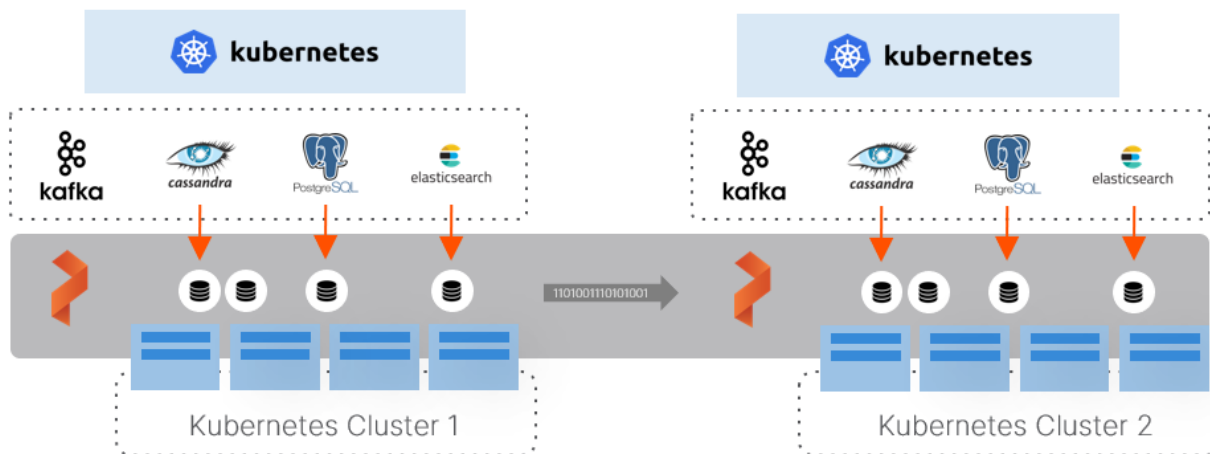 kubernetes
kubernetes
kafka
cassandra
PostgreSQL
elasticsearch
kafka
cassandra
PostgreSQL
elasticsearch
1101001110101001
Kubernetes Cluster 1
Kubernetes Cluster 2